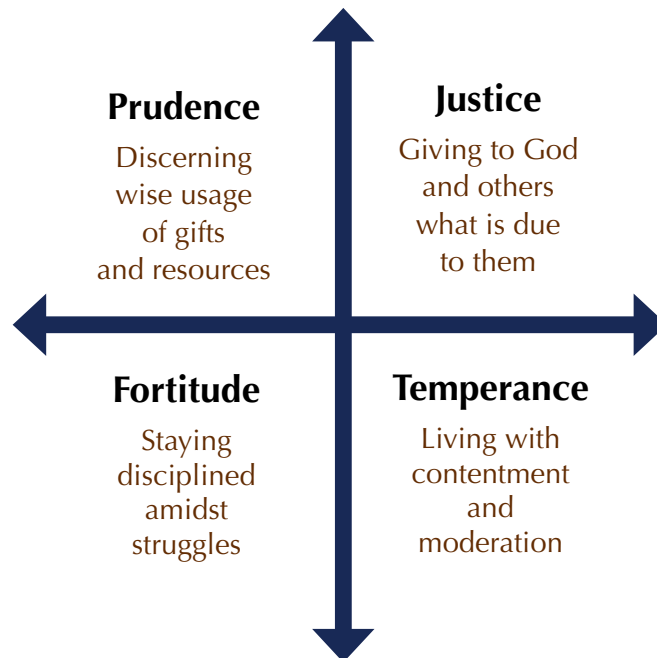 Prudence
Discerning
wise usage
of gifts
and resources
Justice
Giving to God
and others
what is due
to them
Fortitude
Staying
disciplined
amidst
struggles
Temperance
Living with
contentment
and
moderation